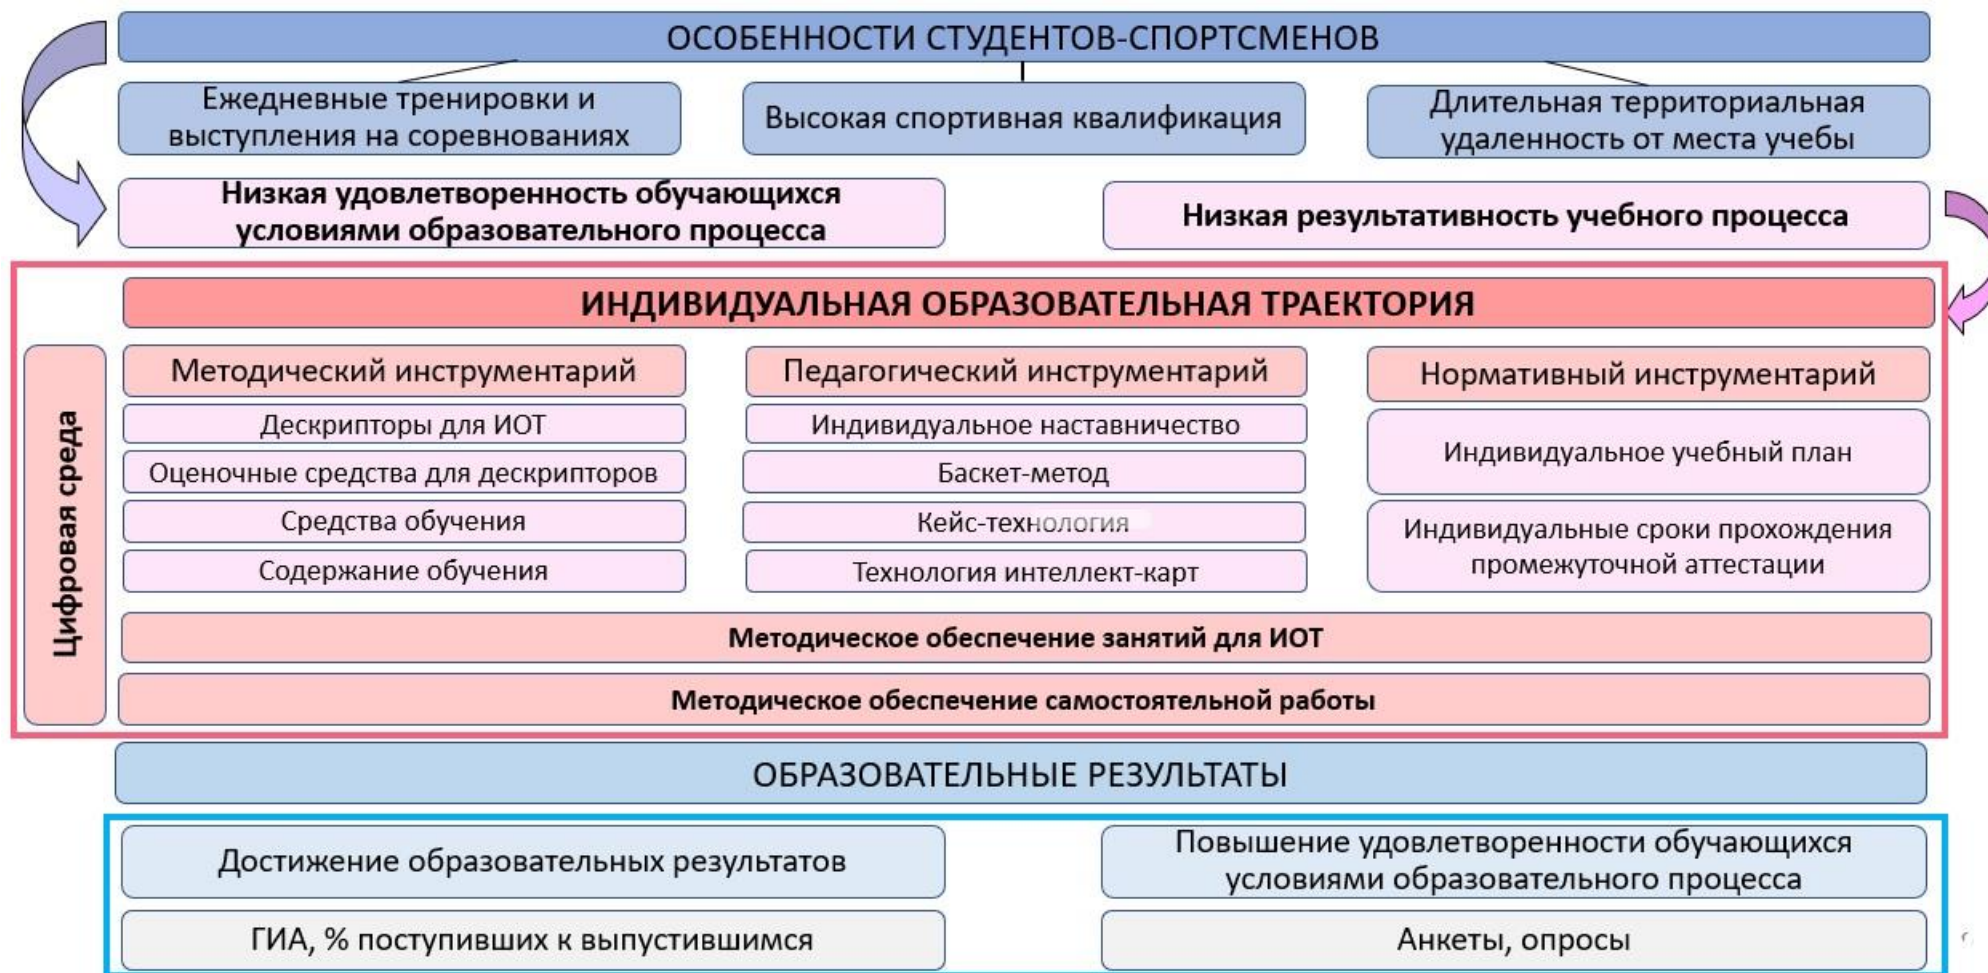 ОСОБЕННОСТИ СТУДЕНТОВ-СПОРТСМЕНОВ
Ежедневные тренировки и
выступления на соревнованиях
Высокая спортивная квалификация
Длительная территориальная
удаленность от места учебы
Низкая удовлетворенность обучающихся
условиями образовательного процесса
Низкая результативность учебного процесса
ИНДИВИДУАЛЬНАЯ ОБРАЗОВАТЕЛЬНАЯ ТРАЕКТОРИЯ
Цифровая среда
Методический инструментарий
Дескрипторы для ИОТ
Оценочные средства для дескрипторов
Средства обучения
Содержание обучения
Педагогический инструментарий
Индивидуальное наставничество
Баскет-метод
Кейс-технология
Технология интеллект-карт
Нормативный инструментарий
Индивидуальное учебный план
Индивидуальные сроки прохождения
промежуточной аттестации
Методическое обеспечение занятий для ИОТ
Методическое обеспечение самостоятельной работы
ОБРАЗОВАТЕЛЬНЫЕ РЕЗУЛЬТАТЫ
Достижение образовательных результатов
Повышение удовлетворенности обучающихся
условиями образовательного процесса
ГИА, % поступивших к выпустившимся
Анкеты, опросы